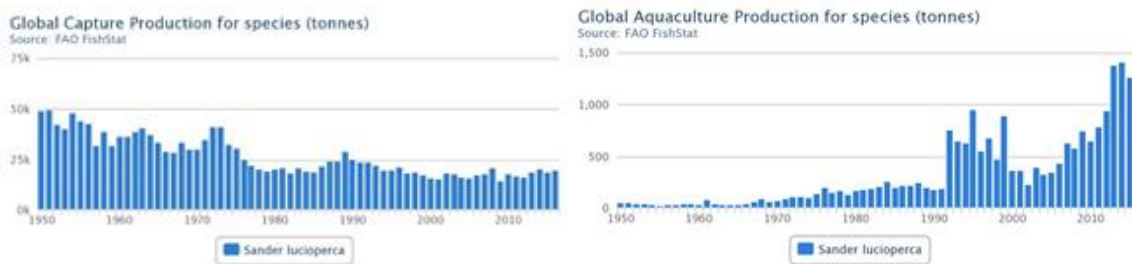 Global Capture Production for species (tonnes)
Source: FAO FishStat
75k
50k
25k
0k
1950 1960 1970 1980 1990 2000 2010
Sander lucioperca
Global Aquaculture Production for species (tonnes)
Source: FAO FishStat
1,500
1,000
500
0
1950 1960 1970 1980 1990 2000 2010
Sander lucioperca